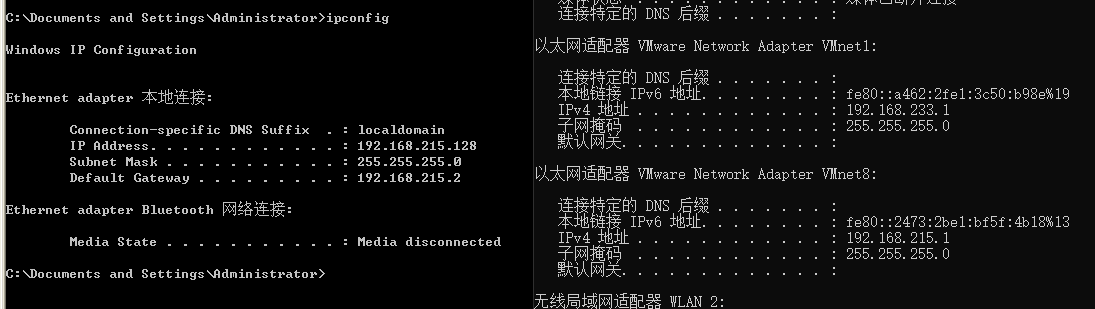 C:\Documents and Settings\Administrator>ipconfig
Windows IP Configuration
Ethernet adapter 本地连接:
Connection-specific DNS Suffix  . : localdomain
IP Address. . . . . . . . . . . . : 192.168.215.128
Subnet Mask . . . . . . . . . . . : 255.255.255.0
Default Gateway . . . . . . . . . : 192.168.215.2
Ethernet adapter Bluetooth 网络连接:
Media State . . . . . . . . . . . : Media disconnected
C:\Documents and Settings\Administrator>
连接特定的 DNS 后缀 . . . . . . . :
以太网适配器 VMware Network Adapter VMnet1:
连接特定的 DNS 后缀 . . . . . . . :
本地链接 IPv6 地址. . . . . . . . : fe80::a462:2fe1:3c50:b98e%19
IPv4 地址 . . . . . . . . . . . . : 192.168.233.1
子网掩码  . . . . . . . . . . . . : 255.255.255.0
默认网关. . . . . . . . . . . . . :
以太网适配器 VMware Network Adapter VMnet8:
连接特定的 DNS 后缀 . . . . . . . :
本地链接 IPv6 地址. . . . . . . . : fe80::2473:2be1:bf5f:4b18%13
IPv4 地址 . . . . . . . . . . . . : 192.168.215.1
子网掩码  . . . . . . . . . . . . : 255.255.255.0
默认网关. . . . . . . . . . . . . :
无线局域网适配器 WLAN 2: